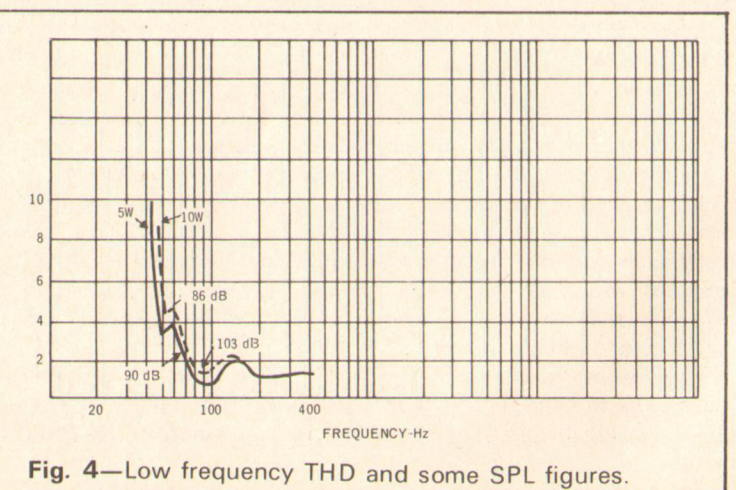 10
5W
10W
8
6
86 dB
4
103 dB
2
90 dB
20
100
400
FREQUENCY-Hz
Fig. 4—Low frequency THD and some SPL figures.